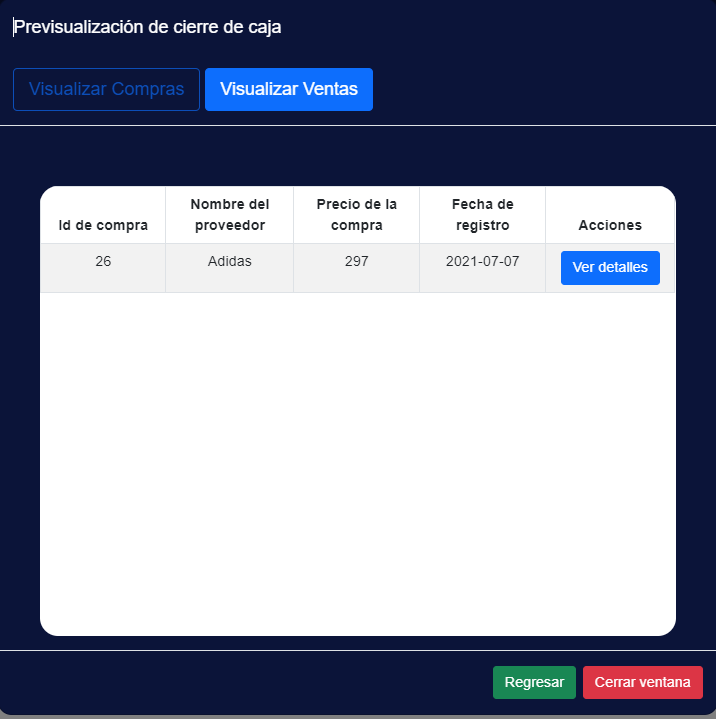 Previsualización de cierre de caja
Visualizar Compras Visualizar Ventas
Id de compra
Nombre del
proveedor
Precio de la
compra
Fecha de
registro
Acciones
26 Adidas 297 2021-07-07 Ver detalles
Regresar Cerrar ventana